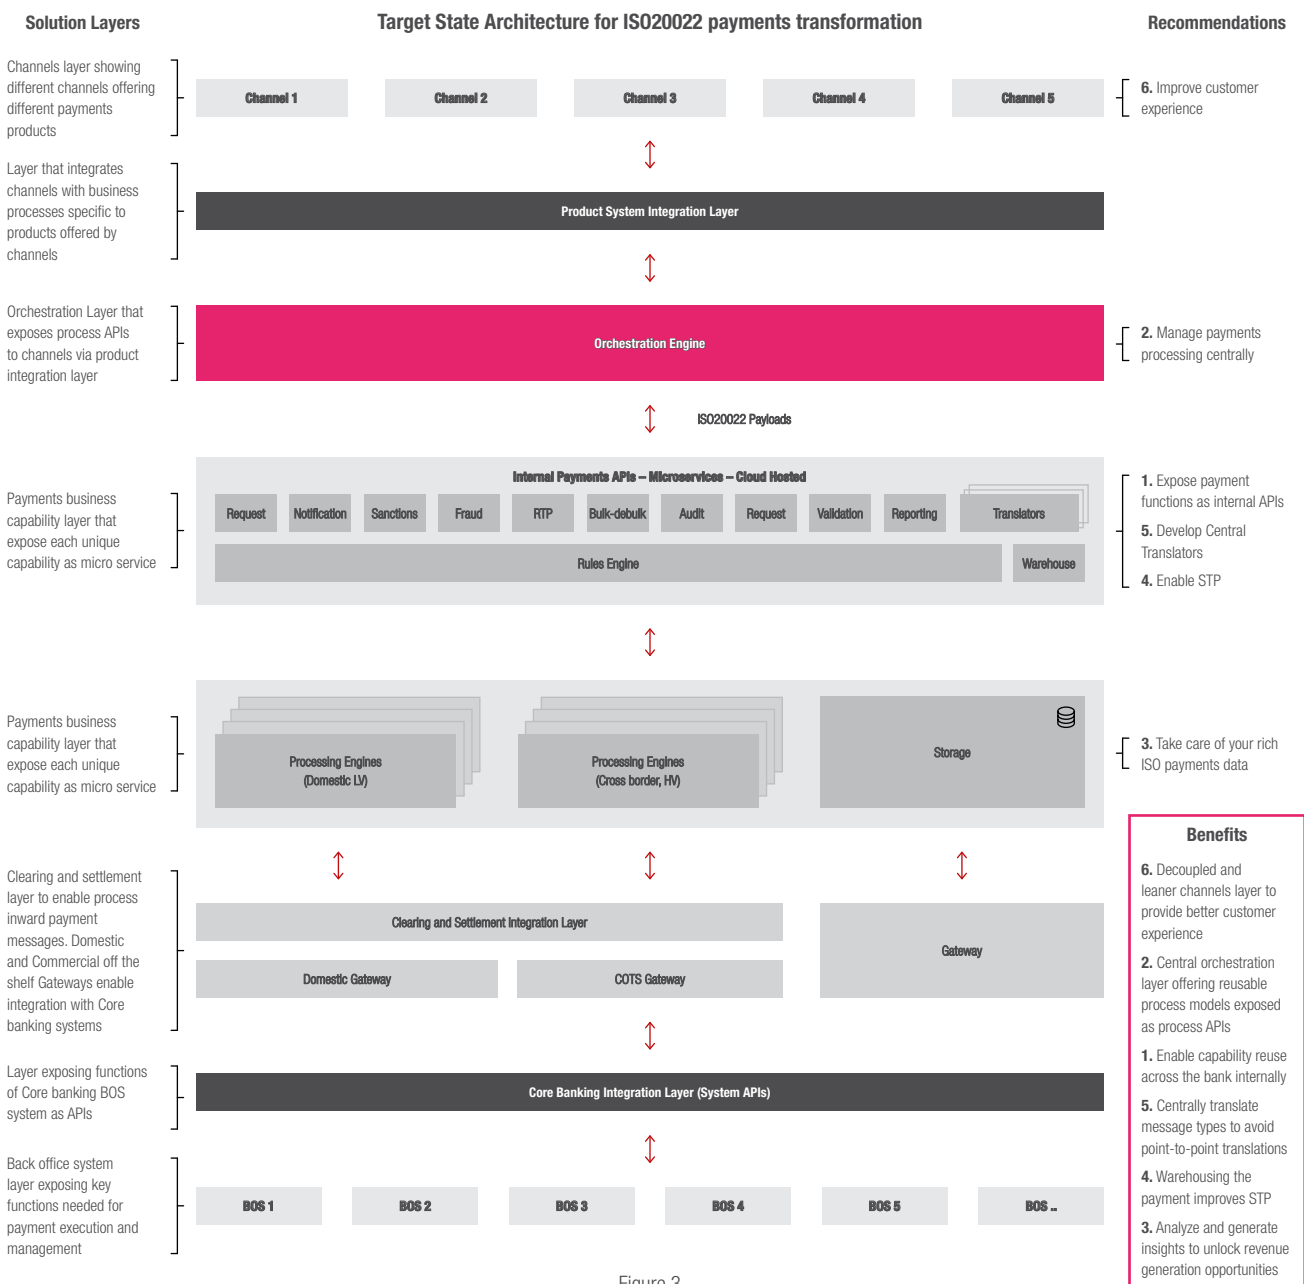 Solution Layers
Target State Architecture for ISO20022 payments transformation
Recommendations
Channels layer showing
different channels offering
different payments
products
Channel 1
Channel 2
Channel 3
Channel 4
Channel 5
6. Improve customer
experience
Layer that integrates
channels with business
processes specific to
products offered by
channels
Product System Integration Layer
Orchestration Layer that
exposes process APIs
to channels via product
integration layer
Orchestration Engine
2. Manage payments
processing centrally
ISO20022 Payloads
Payments business
capability layer that
expose each unique
capability as micro service
Internal Payments APIs – Microservices – Cloud Hosted
Request
Notification
Sanctions
Fraud
RTP
Bulk-debulk
Audit
Request
Validation
Reporting
Translators
Rules Engine
Warehouse
1. Expose payment
functions as internal APIs
5. Develop Central
Translators
4. Enable STP
Payments business
capability layer that
expose each unique
capability as micro service
Processing Engines
(Domestic LV)
Processing Engines
(Cross border, HV)
Storage
3. Take care of your rich
ISO payments data
Clearing and settlement
layer to enable process
inward payment
messages. Domestic
and Commercial off the
shelf Gateways enable
integration with Core
banking systems
Clearing and Settlement Integration Layer
Domestic Gateway
COTS Gateway
Gateway
Layer exposing functions
of Core banking BOS
system as APIs
Core Banking Integration Layer (System APIs)
Back office system
layer exposing key
functions needed for
payment execution and
management
BOS 1
BOS 2
BOS 3
BOS 4
BOS 5
BOS ..
Benefits
6. Decoupled and
leaner channels layer to
provide better customer
experience
2. Central orchestration
layer offering reusable
process models exposed
as process APIs
1. Enable capability reuse
across the bank internally
5. Centrally translate
message types to avoid
point-to-point translations
4. Warehousing the
payment improves STP
3. Analyze and generate
insights to unlock revenue
generation opportunities
Figure 3